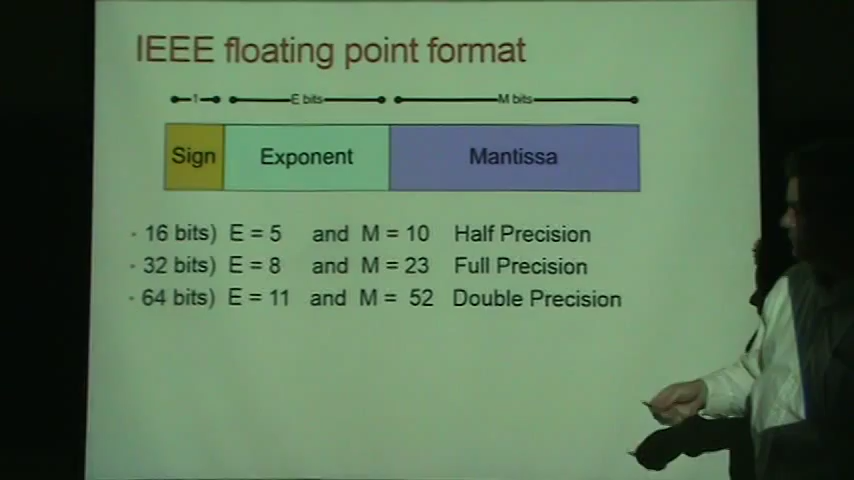 IEEE floating point format
1 E bits M bits
Sign Exponent Mantissa
• 16 bits) E = 5 and M = 10 Half Precision
• 32 bits) E = 8 and M = 23 Full Precision
• 64 bits) E = 11 and M = 52 Double Precision